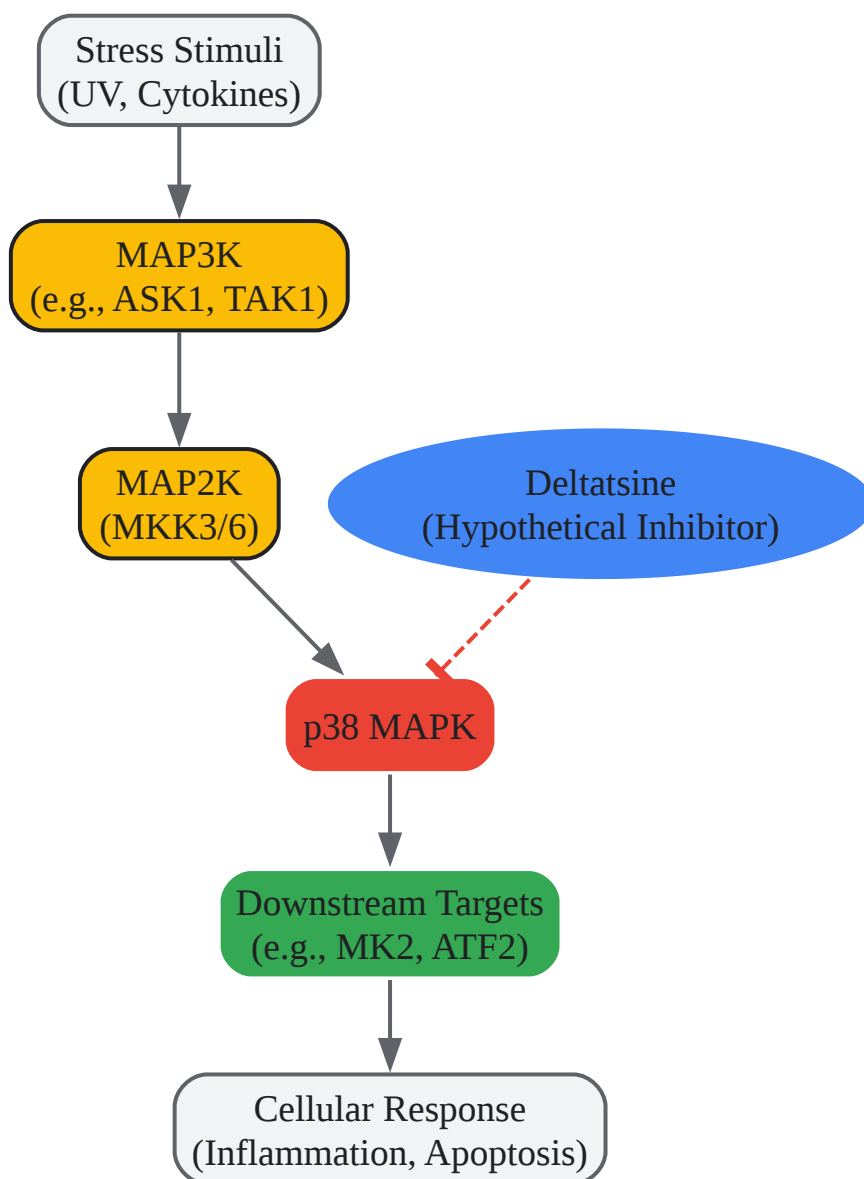 Stress Stimuli
(UV, Cytokines)
MAP3K
(e.g., ASK1, TAK1)
MAP2K
(MKK3/6)
Deltatsine
(Hypothetical Inhibitor)
p38 MAPK
Downstream Targets
(e.g., MK2, ATF2)
Cellular Response
(Inflammation, Apoptosis)